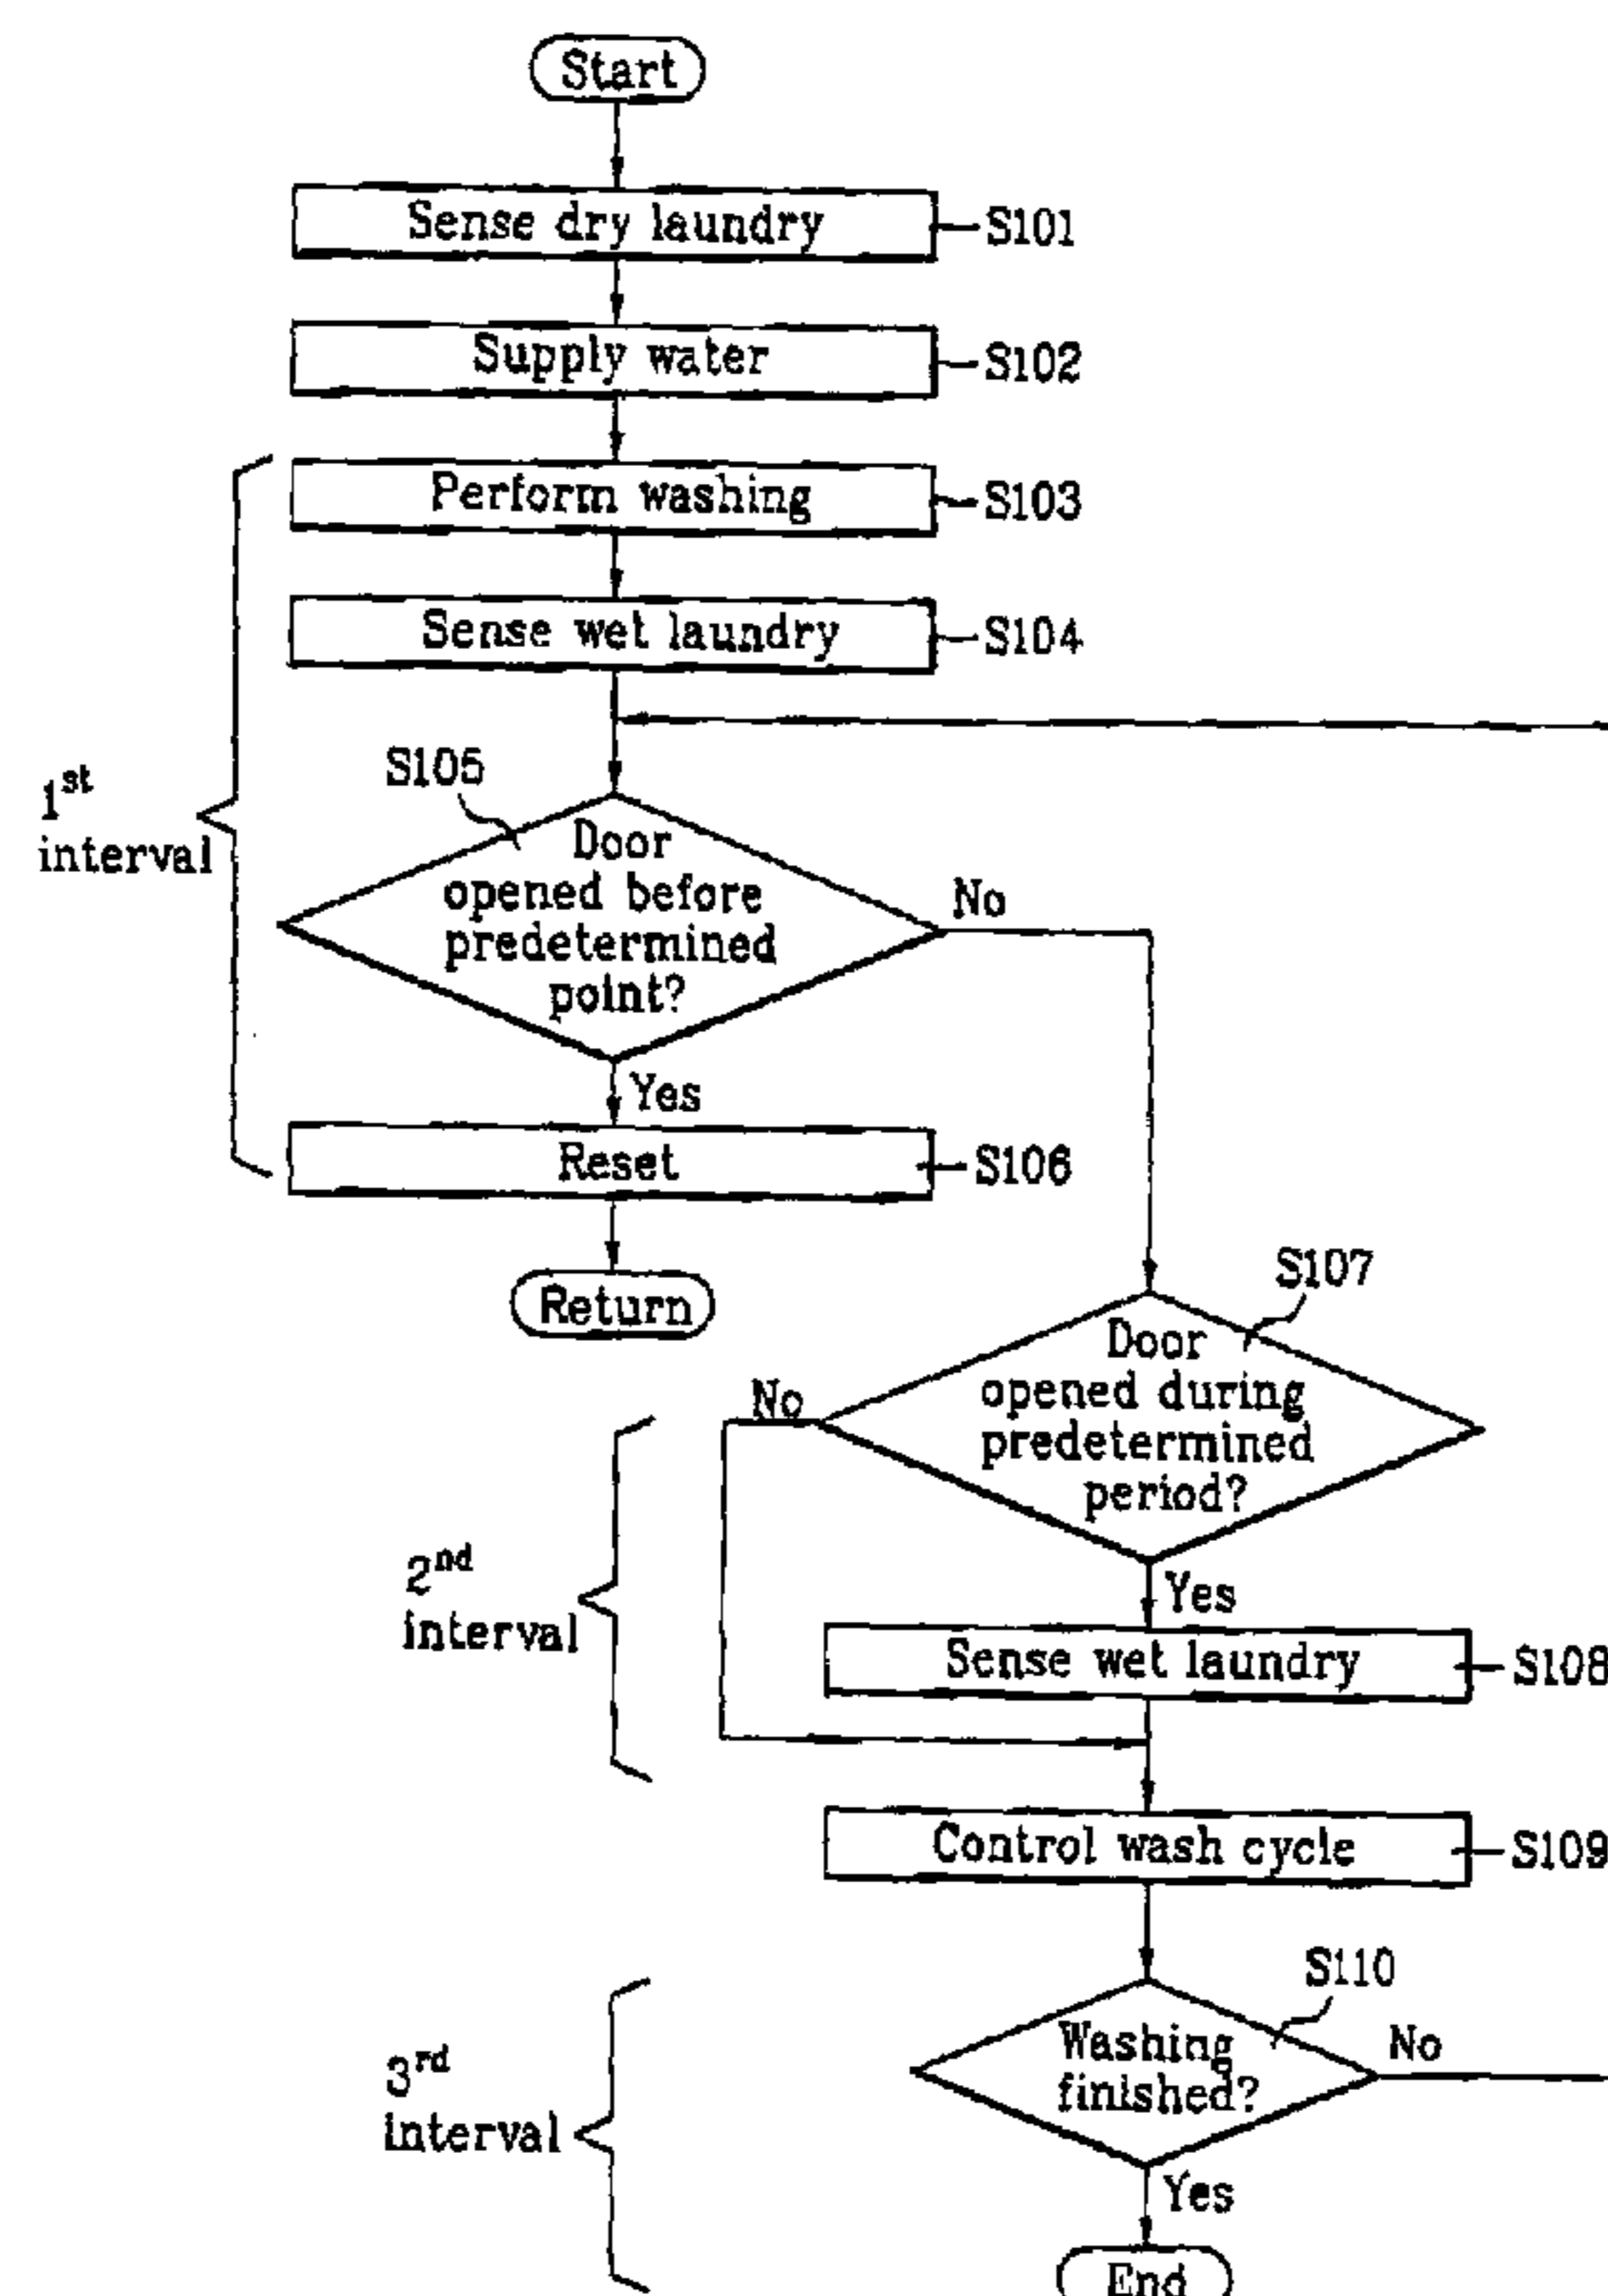 Start
Sense dry laundry
S101
Supply water
S102
Perform washing
S103
Sense wet laundry
S104
S105
1st
interval
Door
opened before
predetermined
point?
No
Yes
Reset
S106
Return
S107
Door
opened during
predetermined
period?
No
2nd
interval
Yes
Sense wet laundry
S108
Control wash cycle
S109
S110
Washing
finished?
No
3rd
interval
Yes
End